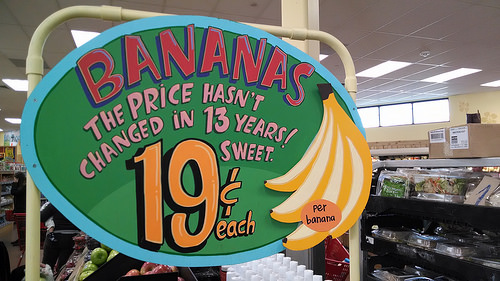 BANANAS
THE PRICE HASN'T
CHANGED IN 13 YEARS!
SWEET.
19¢
each
per
banana